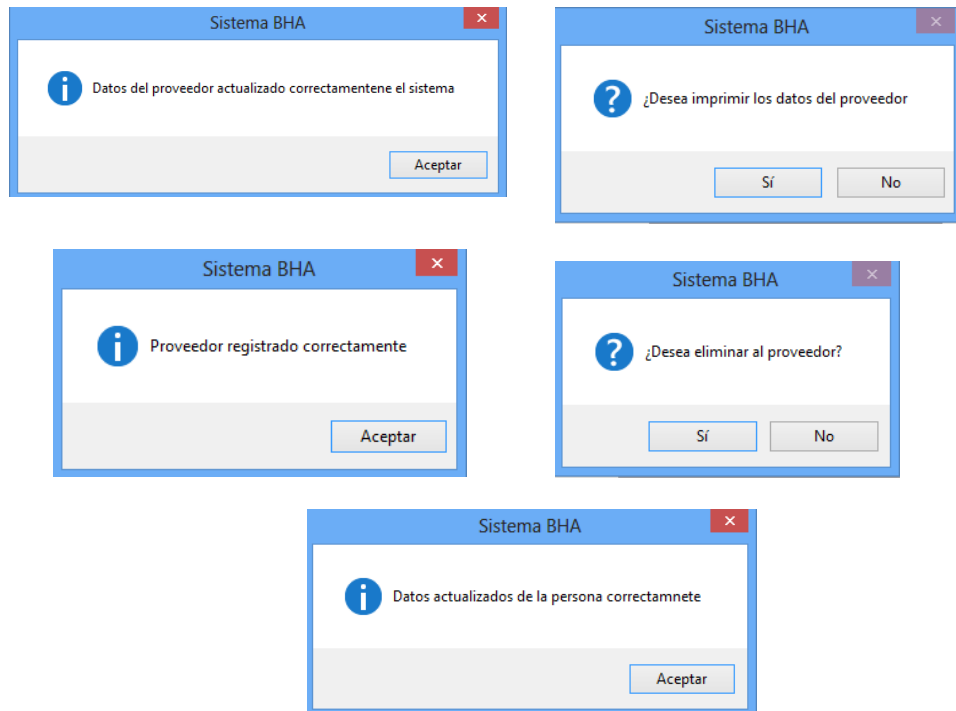 Sistema BHA
Datos del proveedor actualizado correctamentene el sistema
Aceptar
Sistema BHA
¿Desea imprimir los datos del proveedor
Sí No
Sistema BHA
Proveedor registrado correctamente
Aceptar
Sistema BHA
¿Desea eliminar al proveedor?
Sí No
Sistema BHA
Datos actualizados de la persona correctamnete
Aceptar